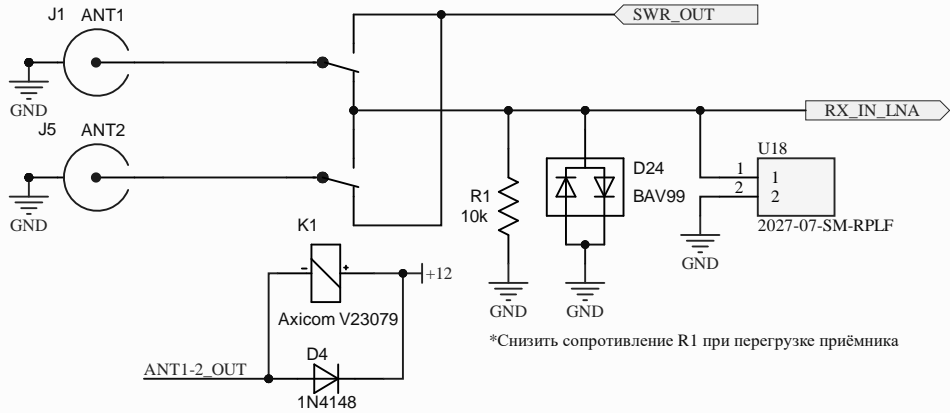 J1
ANT1
GND
J5
ANT2
GND
SWR_OUT
RX_IN_LNA
R1
10k
GND
D24
BAV99
GND
U18
1 1
2 2
2027-07-SM-RPLF
GND
K1
- +
+12
Axicom V23079
ANT1-2_OUT
D4
1N4148
*Снизить сопротивление R1 при перегрузке приёмника